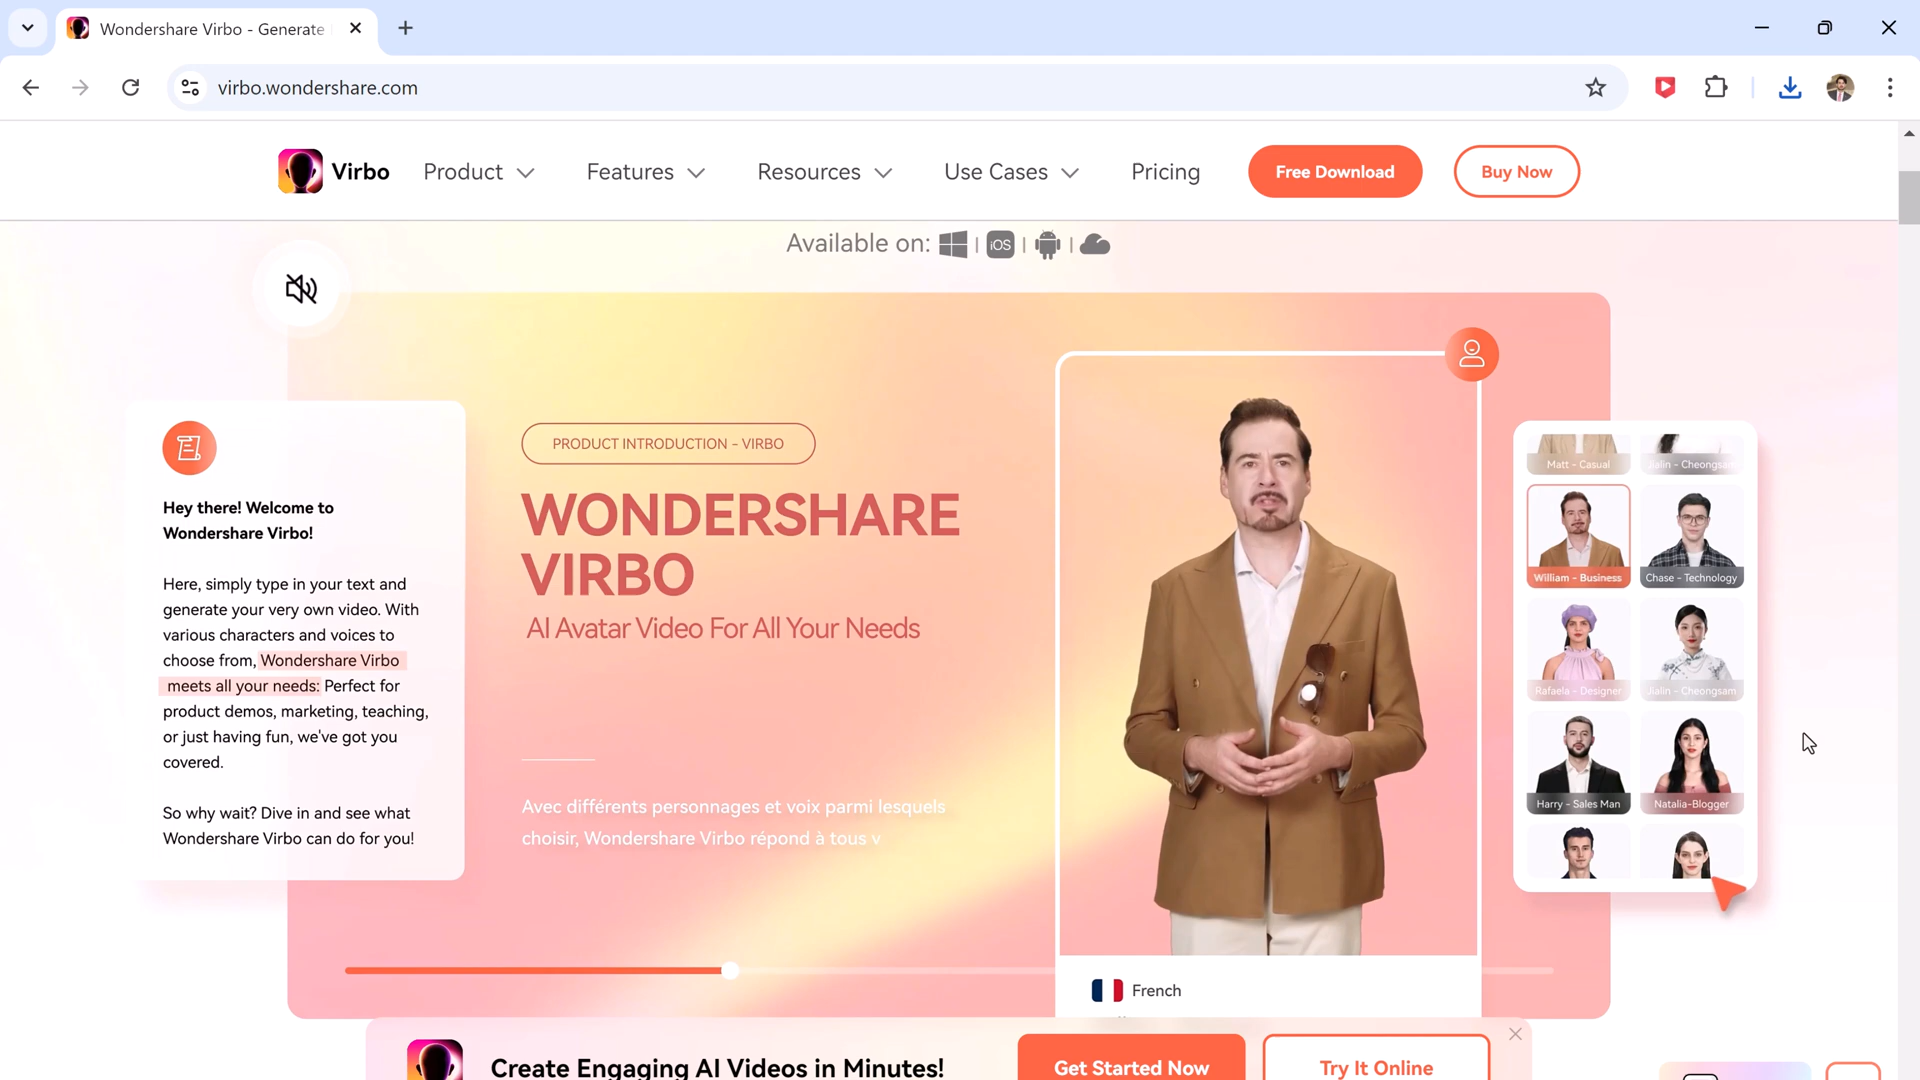 Wondershare Virbo - Generate
virbo.wondershare.com
Virbo
Product
Features
Resources
Use Cases
Pricing
Free Download
Buy Now
Available on:
iOS
Hey there! Welcome to
Wondershare Virbo!
Here, simply type in your text and
generate your very own video. With
various characters and voices to
choose from, Wondershare Virbo
meets all your needs: Perfect for
product demos, marketing, teaching,
or just having fun, we've got you
covered.
So why wait? Dive in and see what
Wondershare Virbo can do for you!
PRODUCT INTRODUCTION - VIRBO
WONDERSHARE
VIRBO
AI Avatar Video For All Your Needs
Avec différents personnages et voix parmi lesquels
choisir, Wondershare Virbo répond à tous v
French
Matt - Casual
Jialin - Cheongsam
William - Business
Chase - Technology
Rafaela - Designer
Jialin - Cheongsam
Harry - Sales Man
Natalia-Blogger
Create Engaging AI Videos in Minutes!
Get Started Now
Try It Online